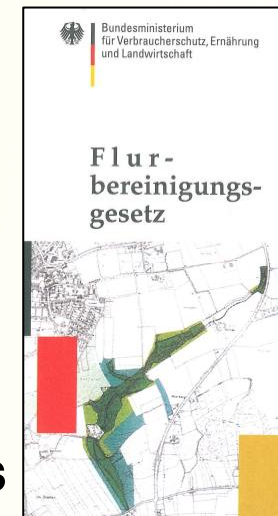 Bundesministerium
für Verbraucherschutz, Ernährung
und Landwirtschaft
Flur-
bereinigungs-
gesetz
s